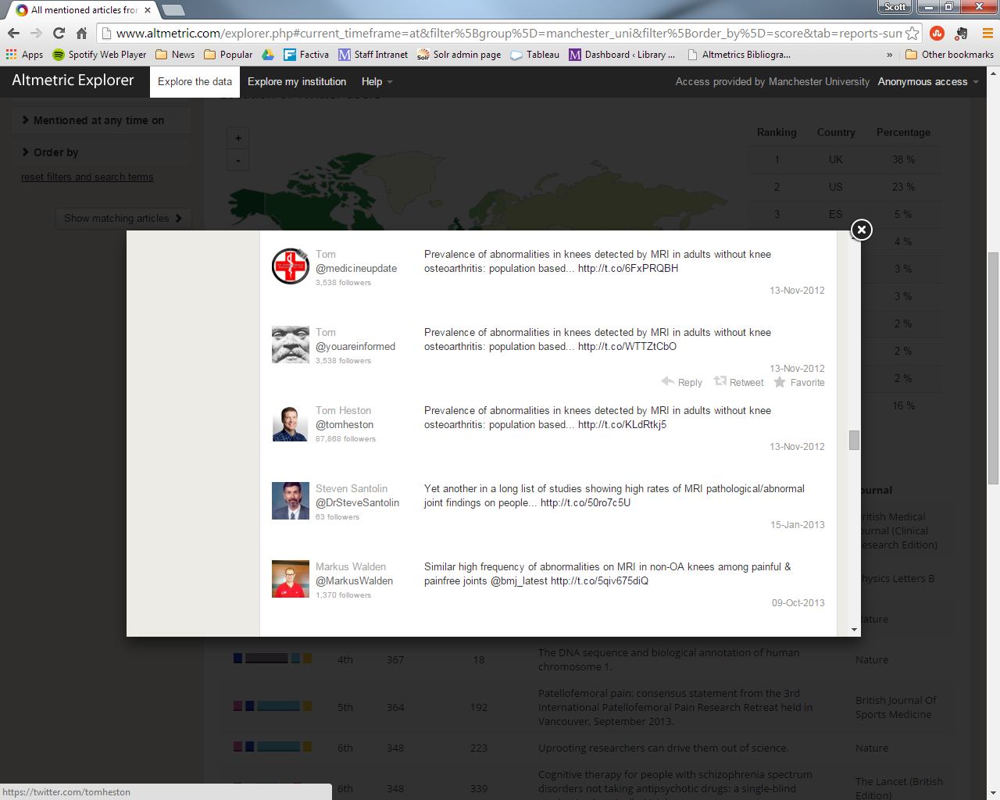 All mentioned articles from
Scott
www.altmetric.com/explorer.php#current_timeframe=at&filter%5Bgroup%5D=manchester_uni&filter%5Border_by%5D=score&tab=reports-sum
Apps Spotify Web Player News Popular Factiva Staff Intranet Solr admin page Tableau Dashboard ‹ Library ... Altmetrics Bibliogra... » Other bookmarks
Altmetric Explorer Explore the data Explore my institution Help Access provided by Manchester University Anonymous access
Mentioned at any time on
Order by
reset filters and search terms
Show matching articles
+
-
Ranking Country Percentage
1 UK 38 %
2 US 23 %
3 ES 5 %
4 %
3 %
3 %
2 %
2 %
2 %
16 %
Tom
@medicineupdate
3,538 followers
Prevalence of abnormalities in knees detected by MRI in adults without knee
osteoarthritis: population based... http://t.co/6FxPRQBH
13-Nov-2012
Tom
@youareinformed
3,538 followers
Prevalence of abnormalities in knees detected by MRI in adults without knee
osteoarthritis: population based... http://t.co/WTTZtCbO
13-Nov-2012
Reply Retweet Favorite
Tom Heston
@tomheston
87,868 followers
Prevalence of abnormalities in knees detected by MRI in adults without knee
osteoarthritis: population based... http://t.co/KLdRtkj5
13-Nov-2012
Steven Santolin
@DrSteveSantolin
63 followers
Yet another in a long list of studies showing high rates of MRI pathological/abnormal
joint findings on people... http://t.co/50ro7c5U
15-Jan-2013
Markus Walden
@MarkusWalden
1,370 followers
Similar high frequency of abnormalities on MRI in non-OA knees among painful &
painfree joints @bmj_latest http://t.co/5qiv675diQ
09-Oct-2013
ournal
ritish Medical
ournal (Clinical
esearch Edition)
hysics Letters B
ature
4th 367 18 The DNA sequence and biological annotation of human
chromosome 1.
Nature
5th 364 192 Patellofemoral pain: consensus statement from the 3rd
International Patellofemoral Pain Research Retreat held in
Vancouver, September 2013.
British Journal Of
Sports Medicine
6th 348 223 Uprooting researchers can drive them out of science. Nature
6th 348 339 Cognitive therapy for people with schizophrenia spectrum
disorders not taking antipsychotic drugs: a single-blind
The Lancet (British
Edition)
https://twitter.com/tomheston